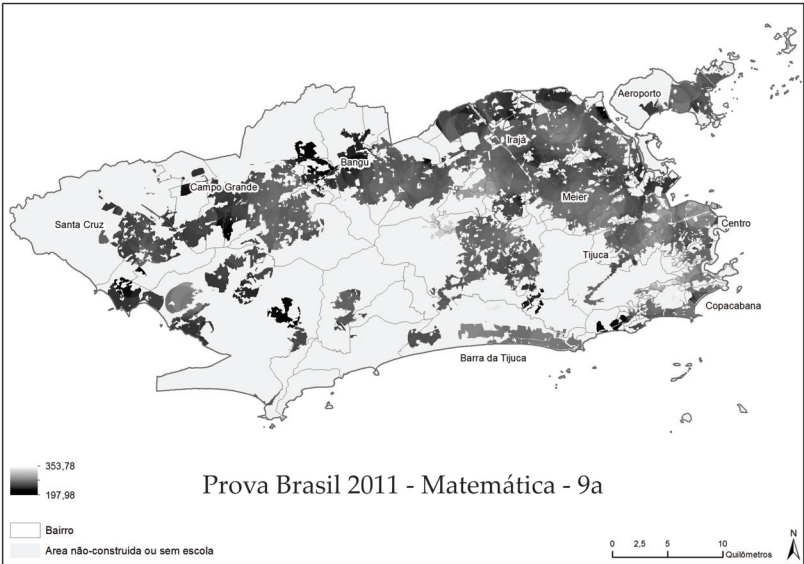 Aeroporto
Irajá
Bangu
Campo Grande
Meier
Santa Cruz
Centro
Tijuca
Copacabana
Barra da Tijuca
353,78
197,98
Prova Brasil 2011 - Matemática - 9a
Bairro
Area não-construida ou sem escola
N
0 2,5 5 10
Quilômetros